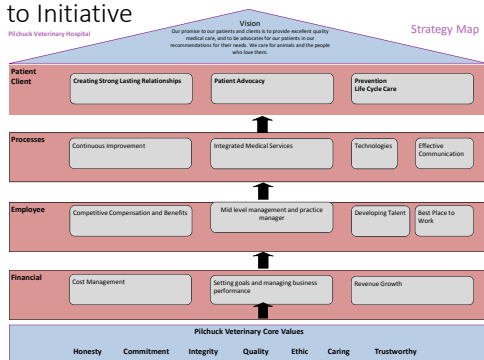 to Initiative
Pilchuck Veterinary Hospital
Vision
Our promise to our patients and clients is to provide excellent quality
medical care, and to be advocates for our patients in our
recommendations for their needs. We care for animals and the people
who love them.
Strategy Map
Patient
Client
Creating Strong Lasting Relationships
Patient Advocacy
Prevention
Life Cycle Care
Processes
Continuous Improvement
Integrated Medical Services
Technologies
Effective
Communication
Employee
Competitive Compensation and Benefits
Mid level management and practice
manager
Developing Talent
Best Place to
Work
Financial
Cost Management
Setting goals and managing business
performance
Revenue Growth
Pilchuck Veterinary Core Values
Honesty Commitment Integrity Quality Ethic Caring Trustworthy